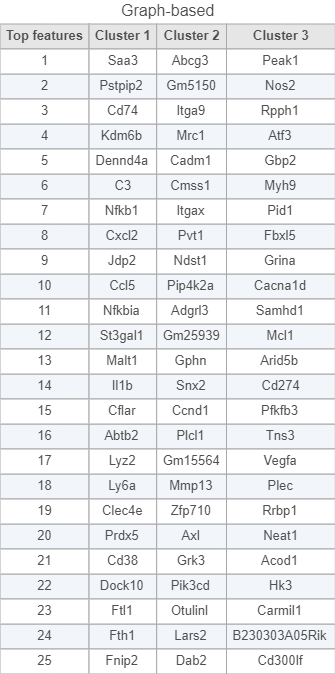 Graph-based
Top features Cluster 1 Cluster 2 Cluster 3
1 Saa3 Abcg3 Peak1
2 Pstpip2 Gm5150 Nos2
3 Cd74 Itga9 Rpph1
4 Kdm6b Mrc1 Atf3
5 Dennd4a Cadm1 Gbp2
6 C3 Cmss1 Myh9
7 Nfkb1 Itgax Pid1
8 Cxcl2 Pvt1 Fbxl5
9 Jdp2 Ndst1 Grina
10 Ccl5 Pip4k2a Cacna1d
11 Nfkbia Adgrl3 Samhd1
12 St3gal1 Gm25939 Mcl1
13 Malt1 Gphn Arid5b
14 Il1b Snx2 Cd274
15 Cflar Ccnd1 Pfkfb3
16 Abtb2 Plcl1 Tns3
17 Lyz2 Gm15564 Vegfa
18 Ly6a Mmp13 Plec
19 Clec4e Zfp710 Rrbp1
20 Prdx5 Axl Neat1
21 Cd38 Grk3 Acod1
22 Dock10 Pik3cd Hk3
23 Ftl1 Otulinl Carmil1
24 Fth1 Lars2 B230303A05Rik
25 Fnip2 Dab2 Cd300lf